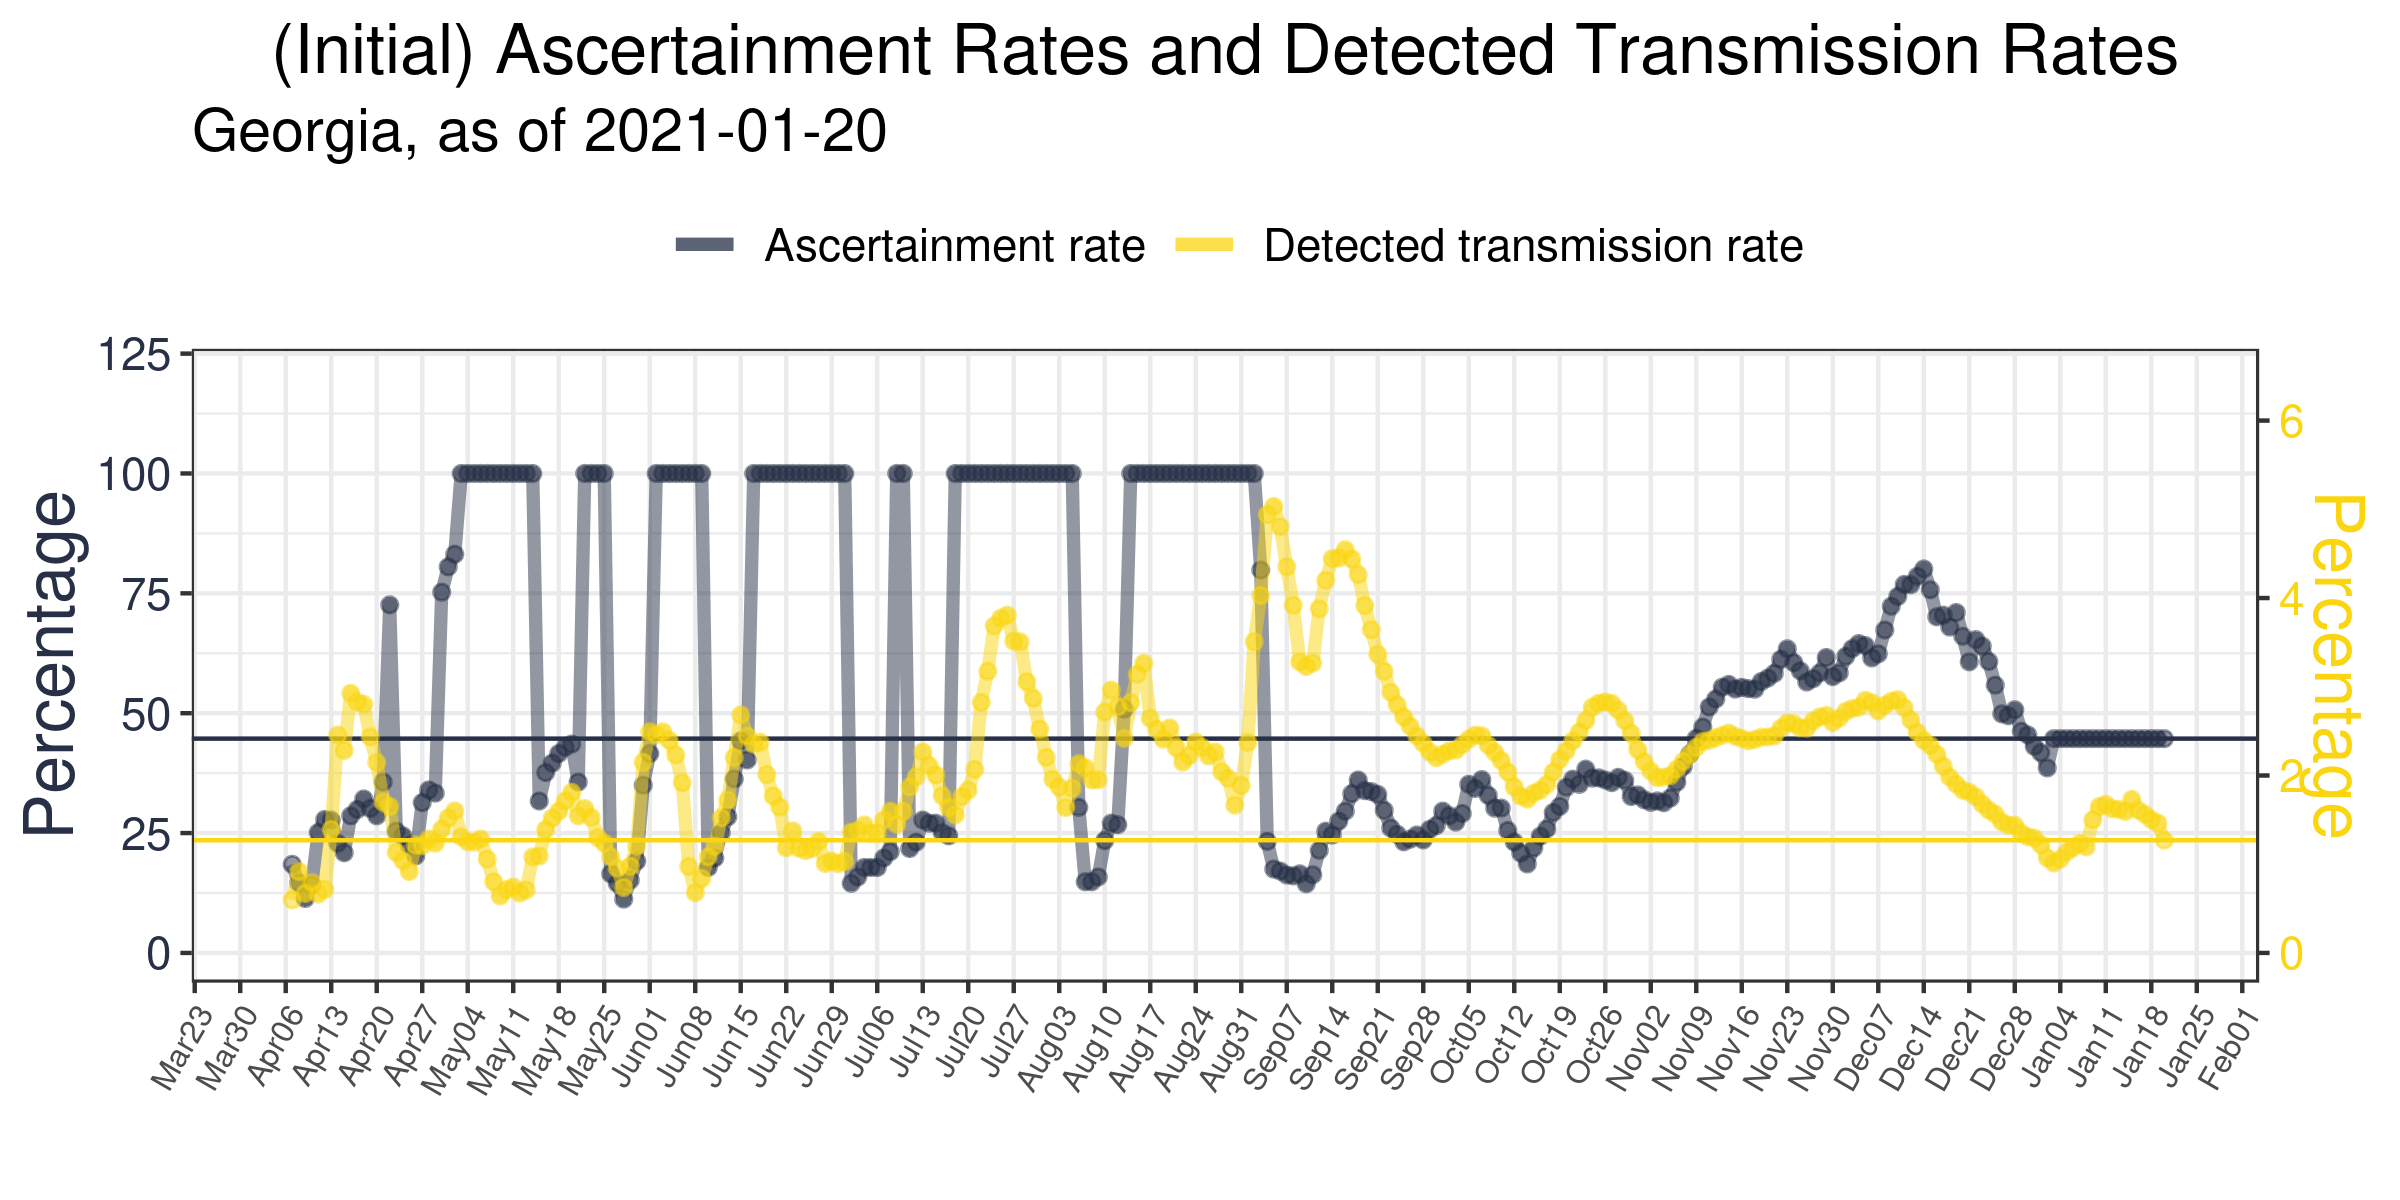 (Initial) Ascertainment Rates and Detected Transmission Rates
Georgia, as of 2021-01-20
Ascertainment rate Detected transmission rate
Percentage
125
100
75
50
25
0
6
4
2
0
Percentage
Mar23 Mar30 Apr06 Apr13 Apr20 Apr27 May04 May11 May18 May25 Jun01 Jun08 Jun15 Jun22 Jun29 Jul06 Jul13 Jul20 Jul27 Aug03 Aug10 Aug17 Aug24 Aug31 Sep07 Sep14 Sep21 Sep28 Oct05 Oct12 Oct19 Oct26 Nov02 Nov09 Nov16 Nov23 Nov30 Dec07 Dec14 Dec21 Dec28 Jan04 Jan11 Jan18 Jan25 Feb01